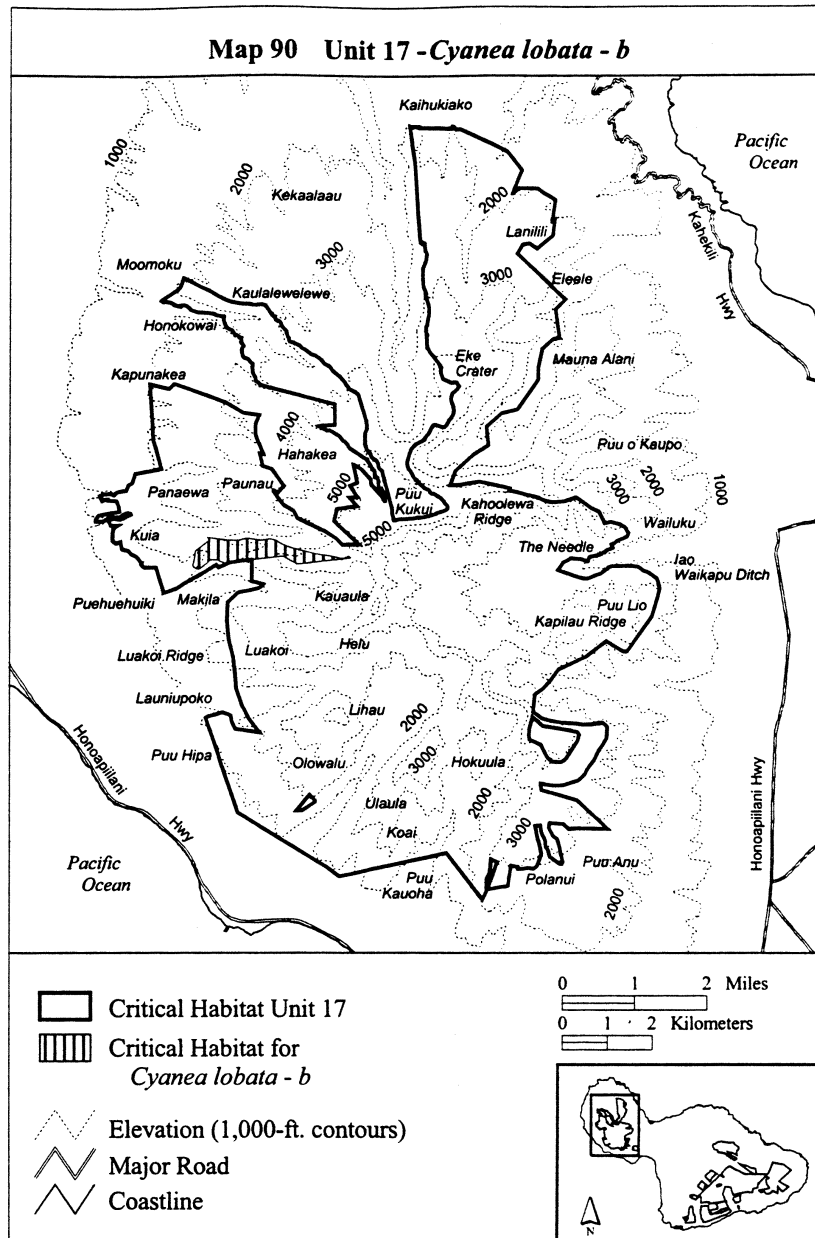 Map 90 Unit 17 - Cyanea lobata - b
Kaihukiako
Pacific
Ocean
1000
2000
Kekaalaau
2000
Lanilili
Kahekili
Hwy
3000
3000
Eleele
Moomoku
Kaulalewelewe
Honokowai
Eke
Crater
Mauna Alani
Kapunakea
4000
Hahakea
Puu o Kaupo
3000
2000
1000
Panaewa
Paunau
5000
Puu
Kukui
Kahoolewa
Ridge
Wailuku
Kuia
5000
The Needle
Iao
Waikapu Ditch
Puehuehuiki
Makila
Kauaula
Puu Lio
Kapilau Ridge
Luakoi Ridge
Luakoi
Helu
Launiupoko
Lihau
2000
Puu Hipa
Olowalu
3000
Hokuula
Honoapiilani
Hwy
Honoapiilani Hwy
Ulaula
2000
Koai
3000
Pacific
Ocean
Puu
Kauoha
Polanui
Puu Anu
2000
Critical Habitat Unit 17
Critical Habitat for
Cyanea lobata - b
Elevation (1,000-ft. contours)
Major Road
Coastline
0 1 2 Miles
0 1 2 Kilometers
N